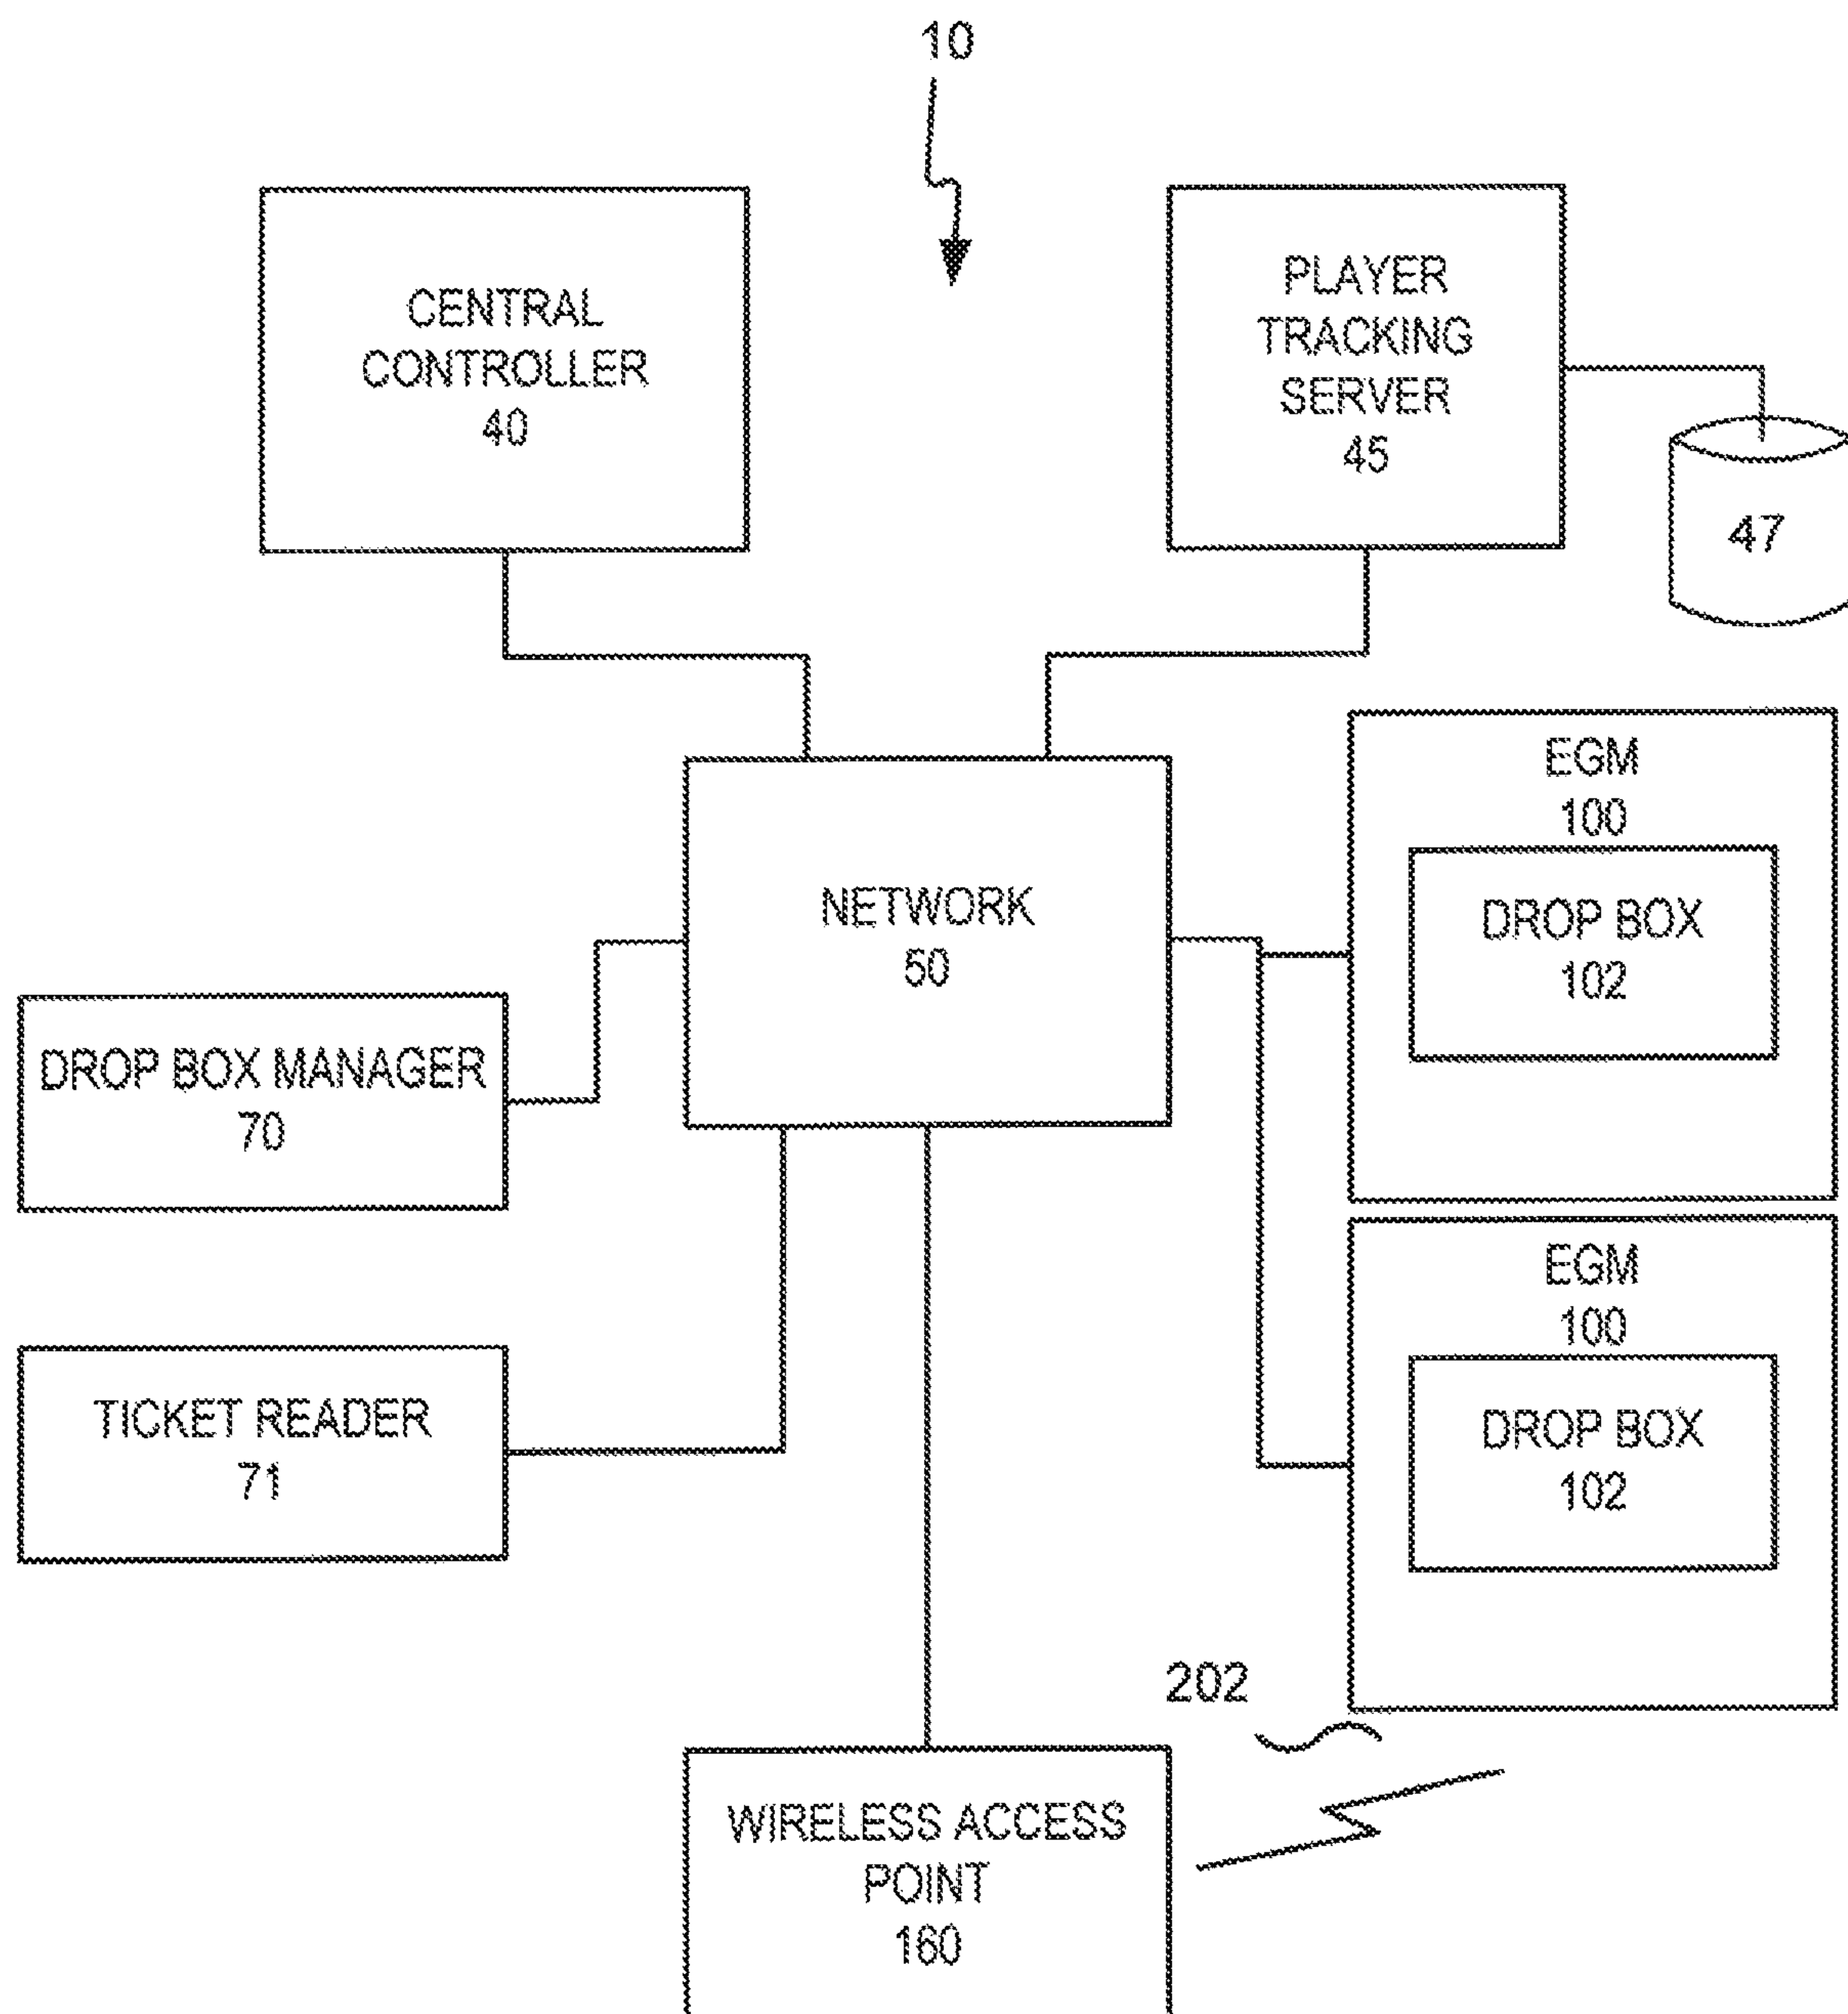 10
CENTRAL
CONTROLLER
40
PLAYER
TRACKING
SERVER
45
47
NETWORK
50
EGM
100
DROP BOX
102
DROP BOX MANAGER
70
EGM
100
DROP BOX
102
TICKET READER
71
202
WIRELESS ACCESS
POINT
160